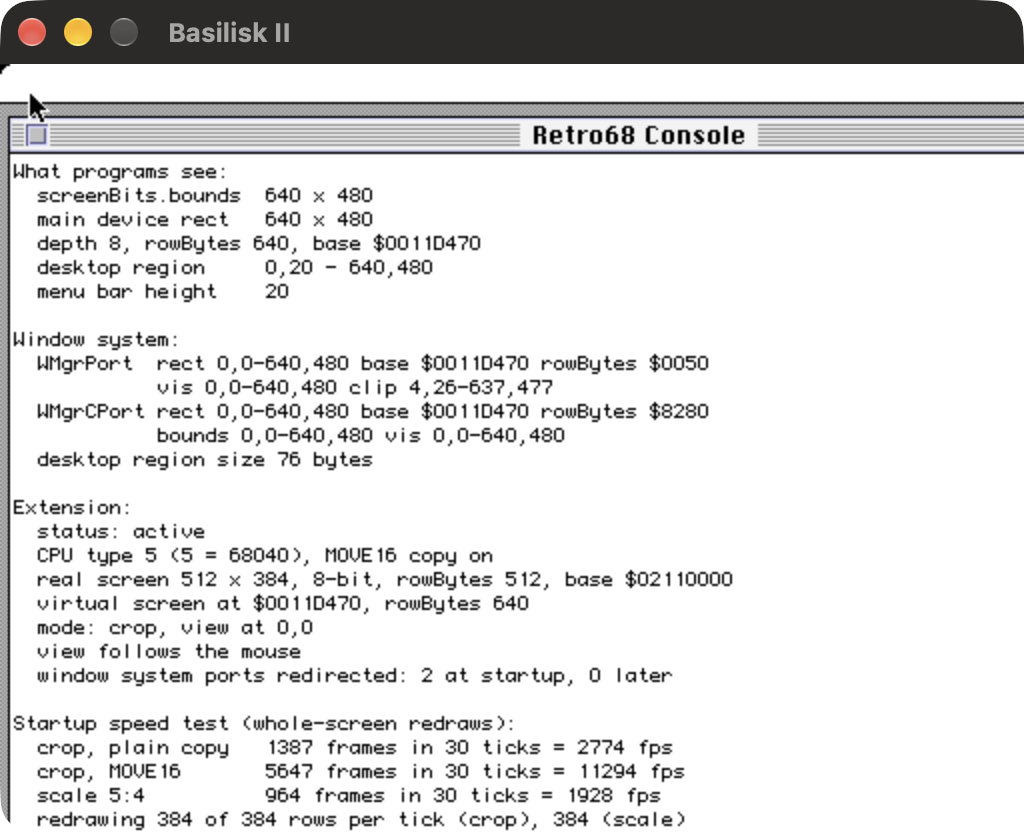 Basilisk II
Retro68 Console
What programs see:
screenBits.bounds 640 x 480
main device rect 640 x 480
depth 8, rowBytes 640, base $0011D470
desktop region 0,20 - 640,480
menu bar height 20
Window system:
WMgrPort rect 0,0-640,480 base $0011D470 rowBytes $0050
vis 0,0-640,480 clip 4,26-637,477
WMgrCPort rect 0,0-640,480 base $0011D470 rowBytes $8280
bounds 0,0-640,480 vis 0,0-640,480
desktop region size 76 bytes
Extension:
status: active
CPU type 5 (5 = 68040), MOVE16 copy on
real screen 512 x 384, 8-bit, rowBytes 512, base $02110000
virtual screen at $0011D470, rowBytes 640
mode: crop, view at 0,0
view follows the mouse
window system ports redirected: 2 at startup, 0 later
Startup speed test (whole-screen redraws):
crop, plain copy 1387 frames in 30 ticks = 2774 fps
crop, MOVE16 5647 frames in 30 ticks = 11294 fps
scale 5:4 964 frames in 30 ticks = 1928 fps
redrawing 384 of 384 rows per tick (crop), 384 (scale)